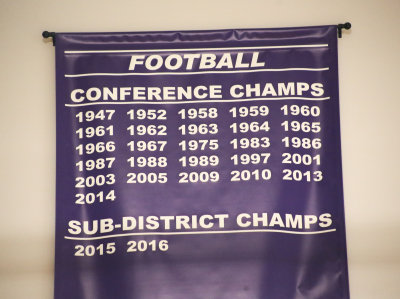 FOOTBALL
CONFERENCE CHAMPS
1947 1952 1958 1959 1960
1961 1962 1963 1964 1965
1966 1967 1975 1983 1986
1987 1988 1989 1997 2001
2003 2005 2009 2010 2013
2014
SUB-DISTRICT CHAMPS
2015 2016